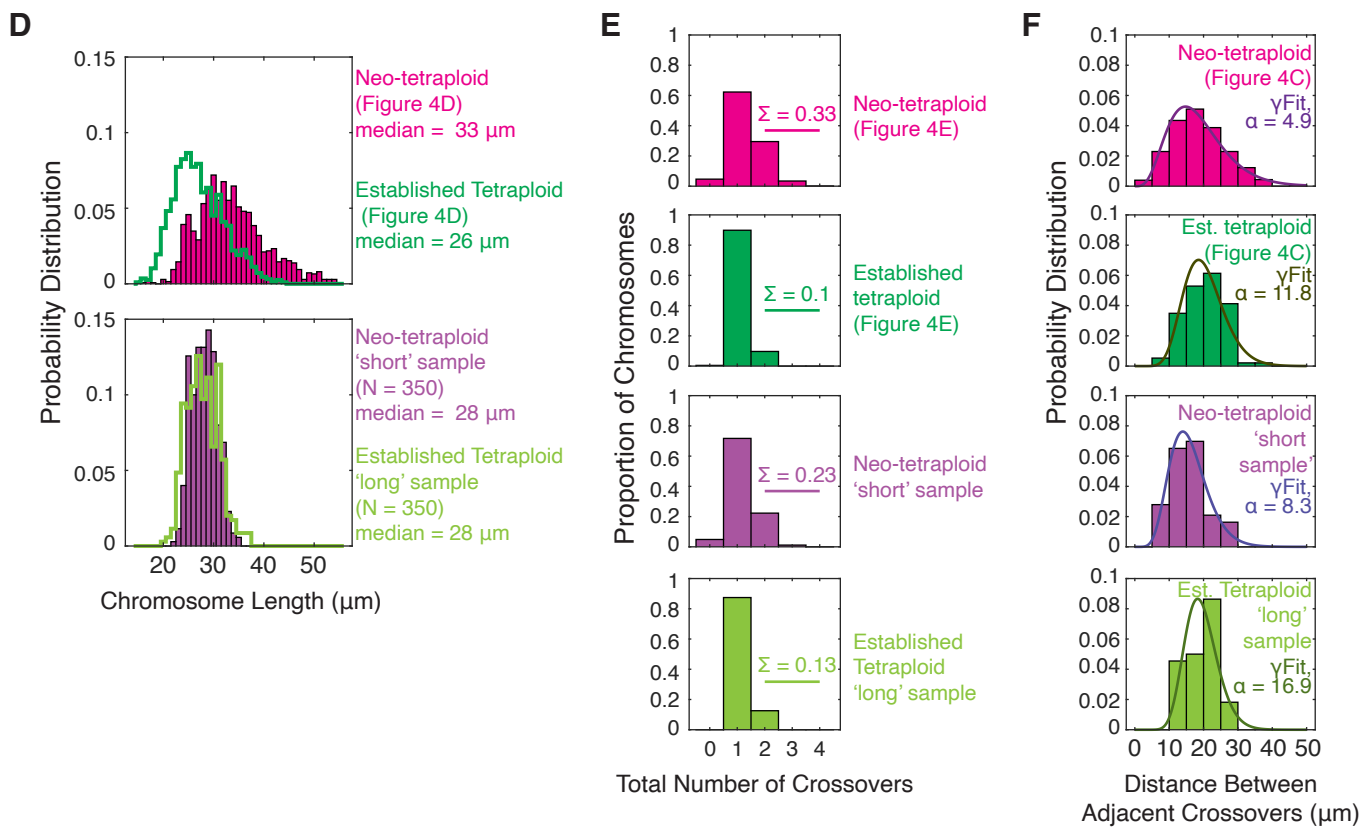 D
Probability Distribution
0.15
0.1
0.05
0
Neo-tetraploid
(Figure 4D)
median = 33 μm
Established Tetraploid
(Figure 4D)
median = 26 μm
0.15
0.1
0.05
0
Neo-tetraploid
‘short’ sample
(N = 350)
median = 28 μm
Established Tetraploid
‘long’ sample
(N = 350)
median = 28 μm
20 30 40 50
Chromosome Length (μm)
E
Proportion of Chromosomes
1
0.8
0.6
0.4
0.2
0
Σ = 0.33
Neo-tetraploid
(Figure 4E)
1
0.8
0.6
0.4
0.2
0
Σ = 0.1
Established
tetraploid
(Figure 4E)
1
0.8
0.6
0.4
0.2
0
Σ = 0.23
Neo-tetraploid
‘short’ sample
1
0.8
0.6
0.4
0.2
0
Σ = 0.13
Established
Tetraploid
‘long’ sample
0 1 2 3 4
Total Number of Crossovers
F
Probability Distribution
0.1
0.08
0.06
0.04
0.02
0
Neo-tetraploid
(Figure 4C)
γFit,
α = 4.9
0.1
0.08
0.06
0.04
0.02
0
Est. tetraploid
(Figure 4C)
γFit
α = 11.8
0.1
0.08
0.06
0.04
0.02
0
Neo-tetraploid
‘short
sample’
γFit,
α = 8.3
0.1
0.08
0.06
0.04
0.02
0
Est. Tetraploid
‘long’
sample
γFit,
α = 16.9
0 10 20 30 40 50
Distance Between
Adjacent Crossovers (μm)